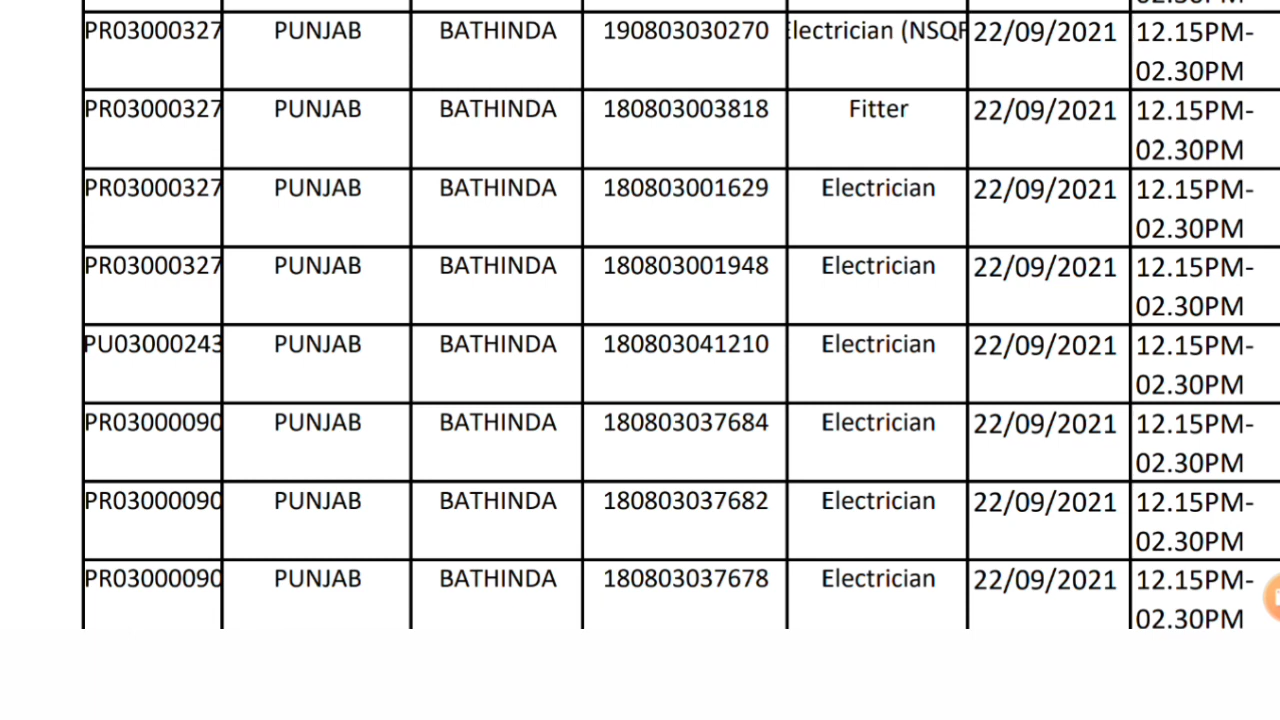 PR03000327 PUNJAB BATHINDA 190803030270 Electrician (NSQF 22/09/2021 12.15PM-
02.30PM
PR03000327 PUNJAB BATHINDA 180803003818 Fitter 22/09/2021 12.15PM-
02.30PM
PR03000327 PUNJAB BATHINDA 180803001629 Electrician 22/09/2021 12.15PM-
02.30PM
PR03000327 PUNJAB BATHINDA 180803001948 Electrician 22/09/2021 12.15PM-
02.30PM
PU03000243 PUNJAB BATHINDA 180803041210 Electrician 22/09/2021 12.15PM-
02.30PM
PR03000090 PUNJAB BATHINDA 180803037684 Electrician 22/09/2021 12.15PM-
02.30PM
PR03000090 PUNJAB BATHINDA 180803037682 Electrician 22/09/2021 12.15PM-
02.30PM
PR03000090 PUNJAB BATHINDA 180803037678 Electrician 22/09/2021 12.15PM-
02.30PM